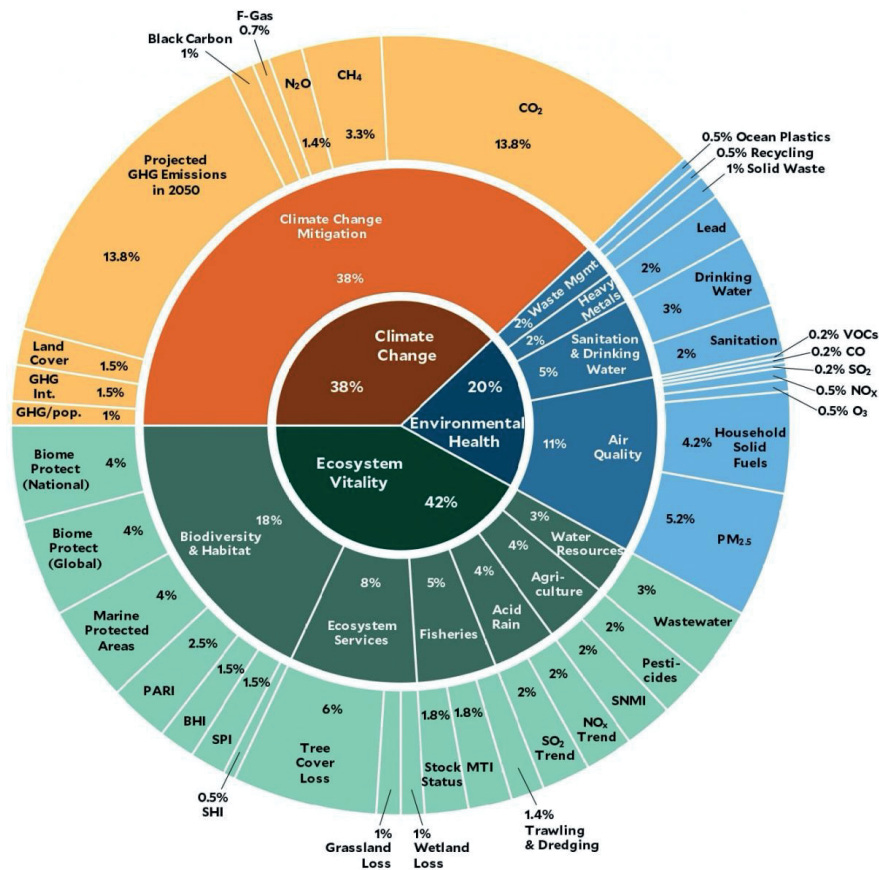 F-Gas
0.7%
Black Carbon
1%
N₂O
1.4%
CH₄
3.3%
CO₂
13.8%
Projected
GHG Emissions
in 2050
13.8%
Land
Cover
1.5%
GHG
Int.
1.5%
GHG/pop.
1%
0.5% Ocean Plastics
0.5% Recycling
1% Solid Waste
Lead
2%
Drinking
Water
3%
Sanitation
2%
0.2% VOCs
0.2% CO
0.2% SO₂
0.5% NOₓ
0.5% O₃
Household
Solid
Fuels
4.2%
PM₂.₅
5.2%
Climate Change
Mitigation
38%
Waste Mgmt
2%
Heavy
Metals
2%
Sanitation
& Drinking
Water
5%
Air
Quality
11%
Climate
Change
38%
20%
Environmental
Health
Ecosystem
Vitality
42%
Biodiversity
& Habitat
18%
8%
Ecosystem
Services
5%
Fisheries
4%
Acid
Rain
4%
Agri-
culture
3%
Water
Resources
Biome
Protect
(National)
4%
Biome
Protect
(Global)
4%
Marine
Protected
Areas
4%
PARI
2.5%
BHI
1.5%
SPI
1.5%
0.5%
SHI
6%
Tree
Cover
Loss
1%
Grassland
Loss
1%
Wetland
Loss
1.8%
Stock
Status
1.8%
MTI
1.4%
Trawling
& Dredging
2%
SO₂
Trend
2%
NOₓ
Trend
2%
SNMI
2%
Pesti-
cides
3%
Wastewater